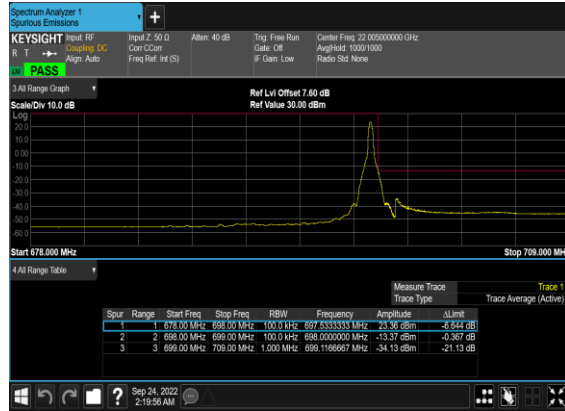 Spectrum Analyzer 1
Spurious Emissions
KEYSIGHT Input: RF Input Z: 50 Ω Atten: 40 dB Trig: Free Run Center Freq: 22.005000000 GHz
R T Coupling: DC Corr CCorr Gate: Off Avg|Hold: 1000/1000
Align: Auto Freq Ref: Int (S) IF Gain: Low Radio Std: None
PASS
3 All Range Graph
Ref Lvl Offset 7.60 dB
Scale/Div 10.0 dB Ref Value 30.00 dBm
Log
20.0
10.0
0.00
-10.0
-20.0
-30.0
-40.0
-50.0
-60.0
Start 678.000 MHz Stop 709.000 MH
4 All Range Table
Measure Trace Trace 1
Trace Type Trace Average (Active)
Spur Range Start Freq Stop Freq RBW Frequency Amplitude ΔLimit
1 1 678.00 MHz 698.00 MHz 100.0 kHz 697.5333333 MHz 23.36 dBm -6.644 dB
2 2 698.00 MHz 699.00 MHz 100.0 kHz 698.0000000 MHz -13.37 dBm -0.367 dB
3 3 699.00 MHz 709.00 MHz 1.000 MHz 699.1166667 MHz -34.13 dBm -21.13 dB
?
Sep 24, 2022
2:19:56 AM